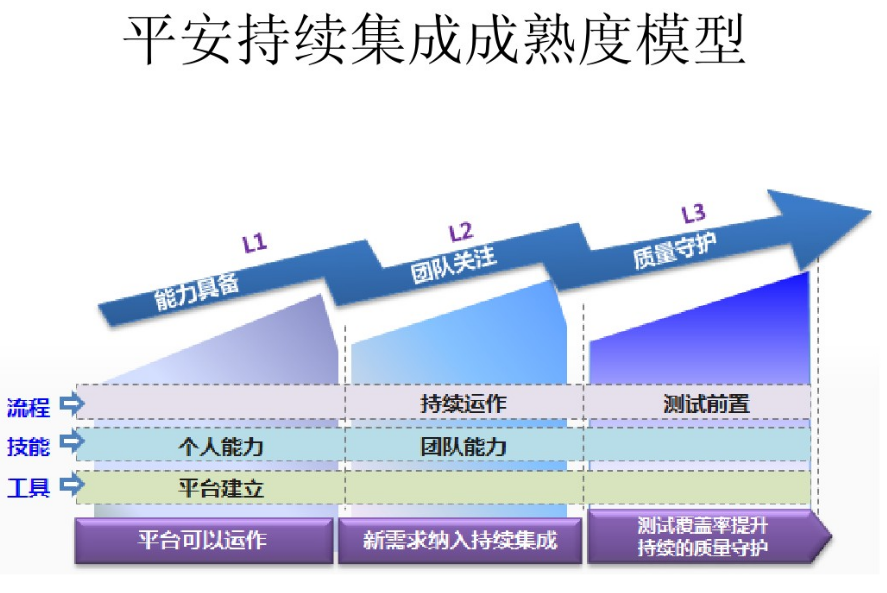 平安持续集成成熟度模型
L1
L2
L3
能力具备
团队关注
质量守护
流程
持续运作
测试前置
技能
个人能力
团队能力
工具
平台建立
平台可以运作
新需求纳入持续集成
测试覆盖率提升
持续的质量守护